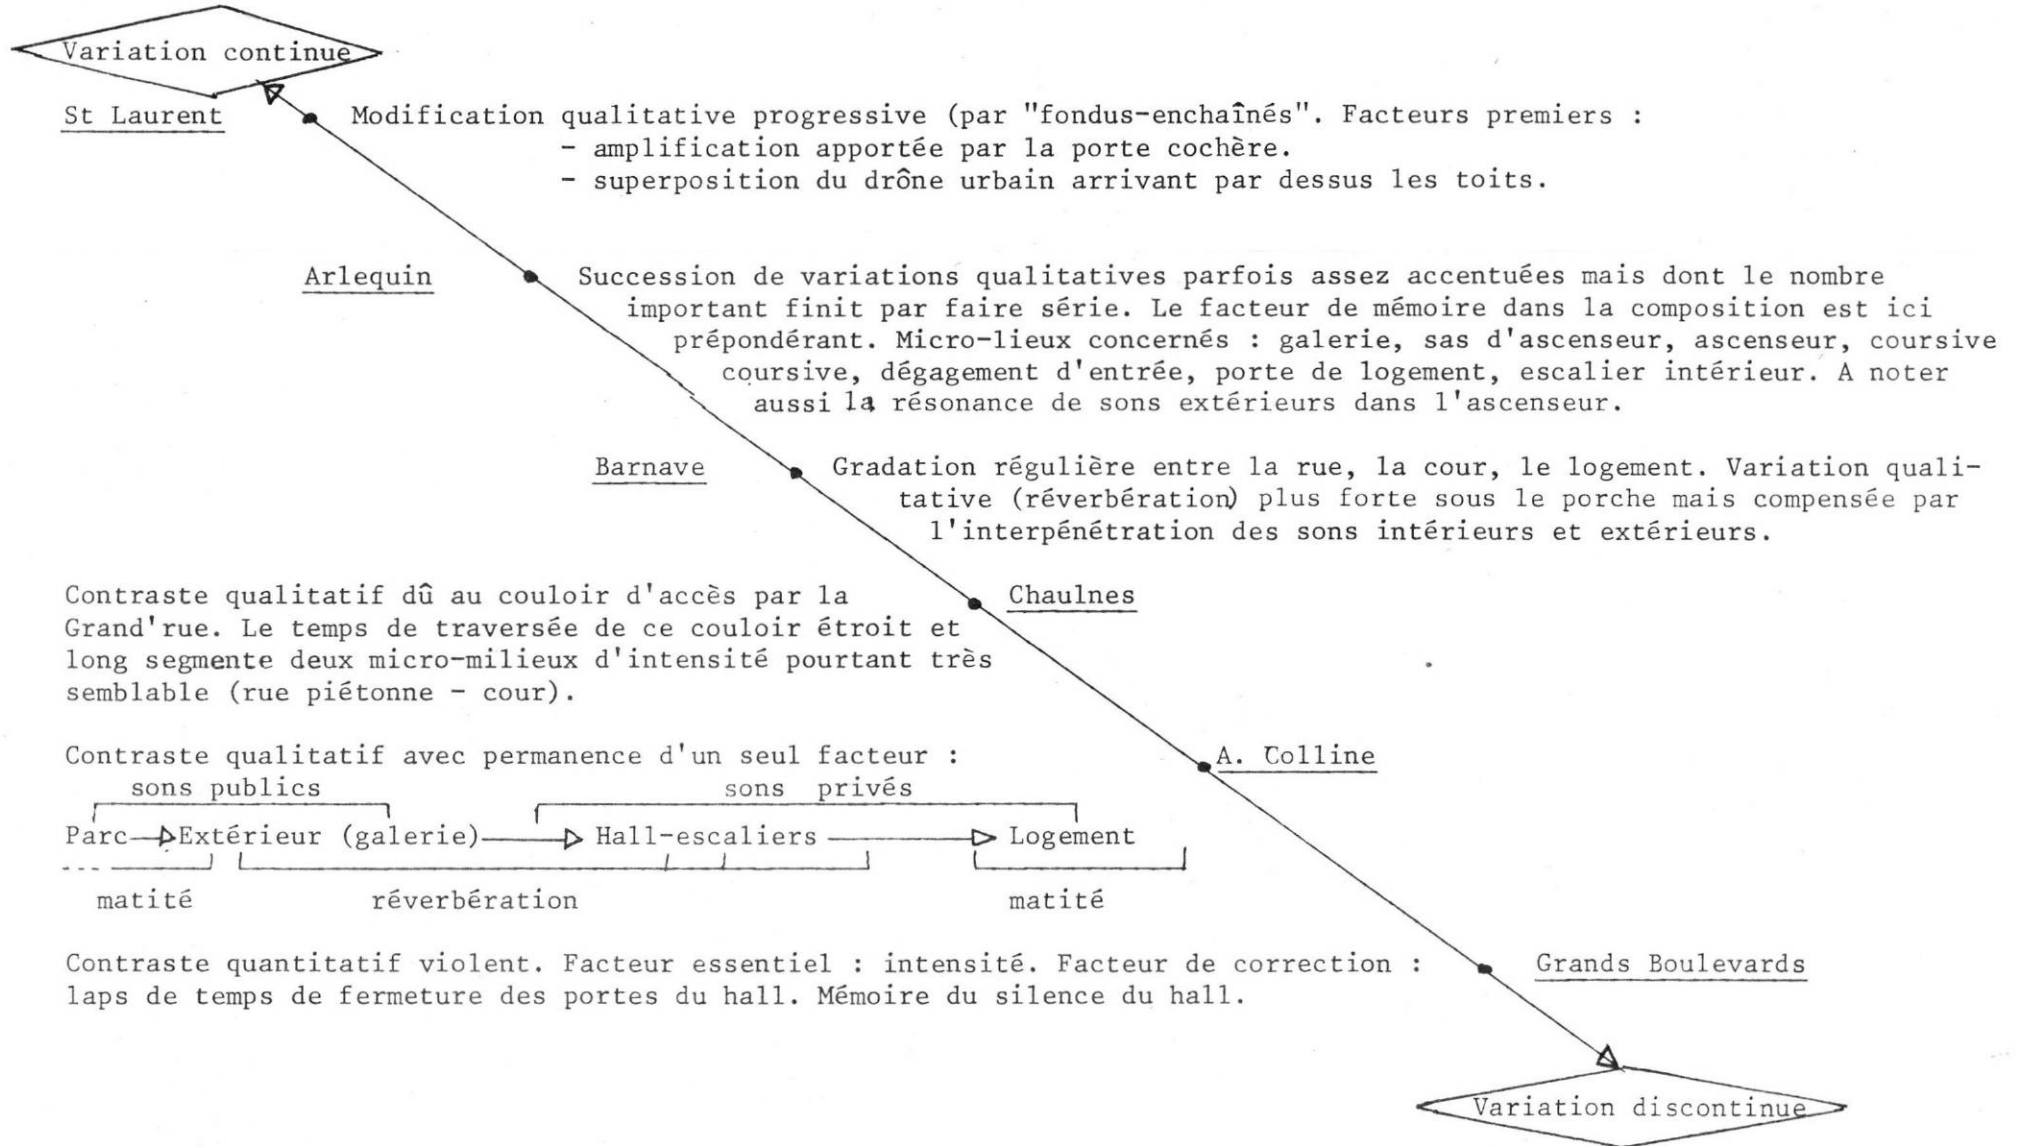 Variation continue
St Laurent
Modification qualitative progressive (par "fondus-enchaînés". Facteurs premiers :
- amplification apportée par la porte cochère.
- superposition du drône urbain arrivant par dessus les toits.
Arlequin
Succession de variations qualitatives parfois assez accentuées mais dont le nombre
important finit par faire série. Le facteur de mémoire dans la composition est ici
prépondérant. Micro-lieux concernés : galerie, sas d'ascenseur, ascenseur, coursive
coursive, dégagement d'entrée, porte de logement, escalier intérieur. A noter
aussi la résonance de sons extérieurs dans l'ascenseur.
Barnave
Gradation régulière entre la rue, la cour, le logement. Variation quali-
tative (réverbération) plus forte sous le porche mais compensée par
l'interpénétration des sons intérieurs et extérieurs.
Contraste qualitatif dû au couloir d'accès par la
Grand'rue. Le temps de traversée de ce couloir étroit et
long segmente deux micro-milieux d'intensité pourtant très
semblable (rue piétonne - cour).
Chaulnes
Contraste qualitatif avec permanence d'un seul facteur :
A. Colline
sons publics
sons privés
Parc
Extérieur (galerie)
Hall-escaliers
Logement
matité
réverbération
matité
Contraste quantitatif violent. Facteur essentiel : intensité. Facteur de correction :
laps de temps de fermeture des portes du hall. Mémoire du silence du hall.
Grands Boulevards
Variation discontinue